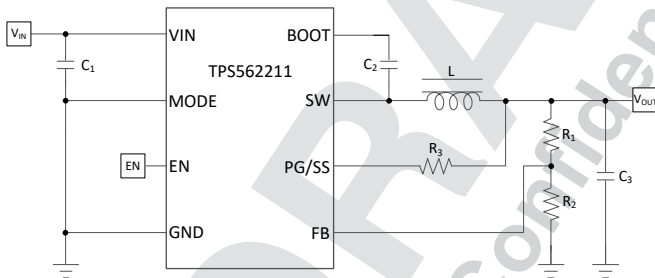 VIN
VIN
BOOT
C1
TPS562211
C2
L
MODE
SW
VOUT
R1
R3
EN
EN
PG/SS
C3
R2
GND
FB